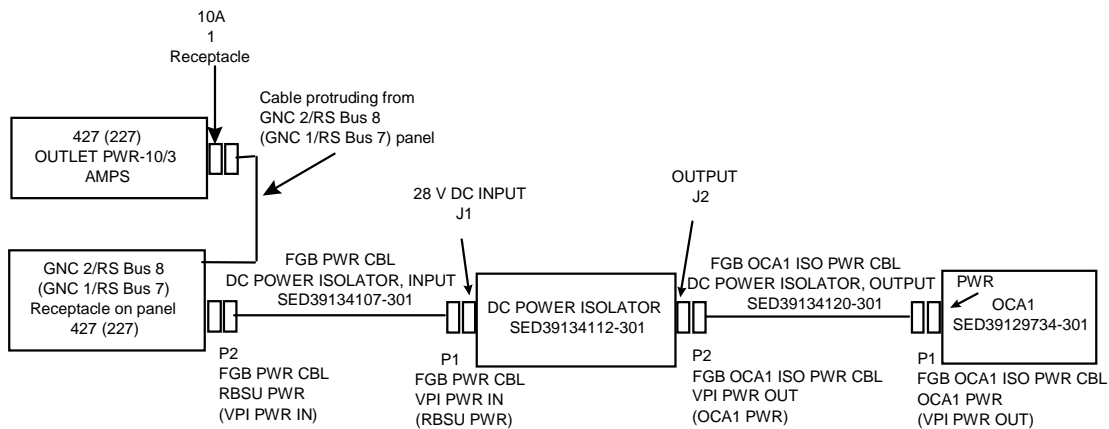 10A
1
Receptacle
Cable protruding from
GNC 2/RS Bus 8
(GNC 1/RS Bus 7) panel
427 (227)
OUTLET PWR-10/3
AMPS
28 V DC INPUT
J1
OUTPUT
J2
GNC 2/RS Bus 8
(GNC 1/RS Bus 7)
Receptacle on panel
427 (227)
FGB PWR CBL
DC POWER ISOLATOR, INPUT
SED39134107-301
DC POWER ISOLATOR
SED39134112-301
FGB OCA1 ISO PWR CBL
DC POWER ISOLATOR, OUTPUT
SED39134120-301
PWR
OCA1
SED39129734-301
P2
FGB PWR CBL
RBSU PWR
(VPI PWR IN)
P1
FGB PWR CBL
VPI PWR IN
(RBSU PWR)
P2
FGB OCA1 ISO PWR CBL
VPI PWR OUT
(OCA1 PWR)
P1
FGB OCA1 ISO PWR CBL
OCA1 PWR
(VPI PWR OUT)